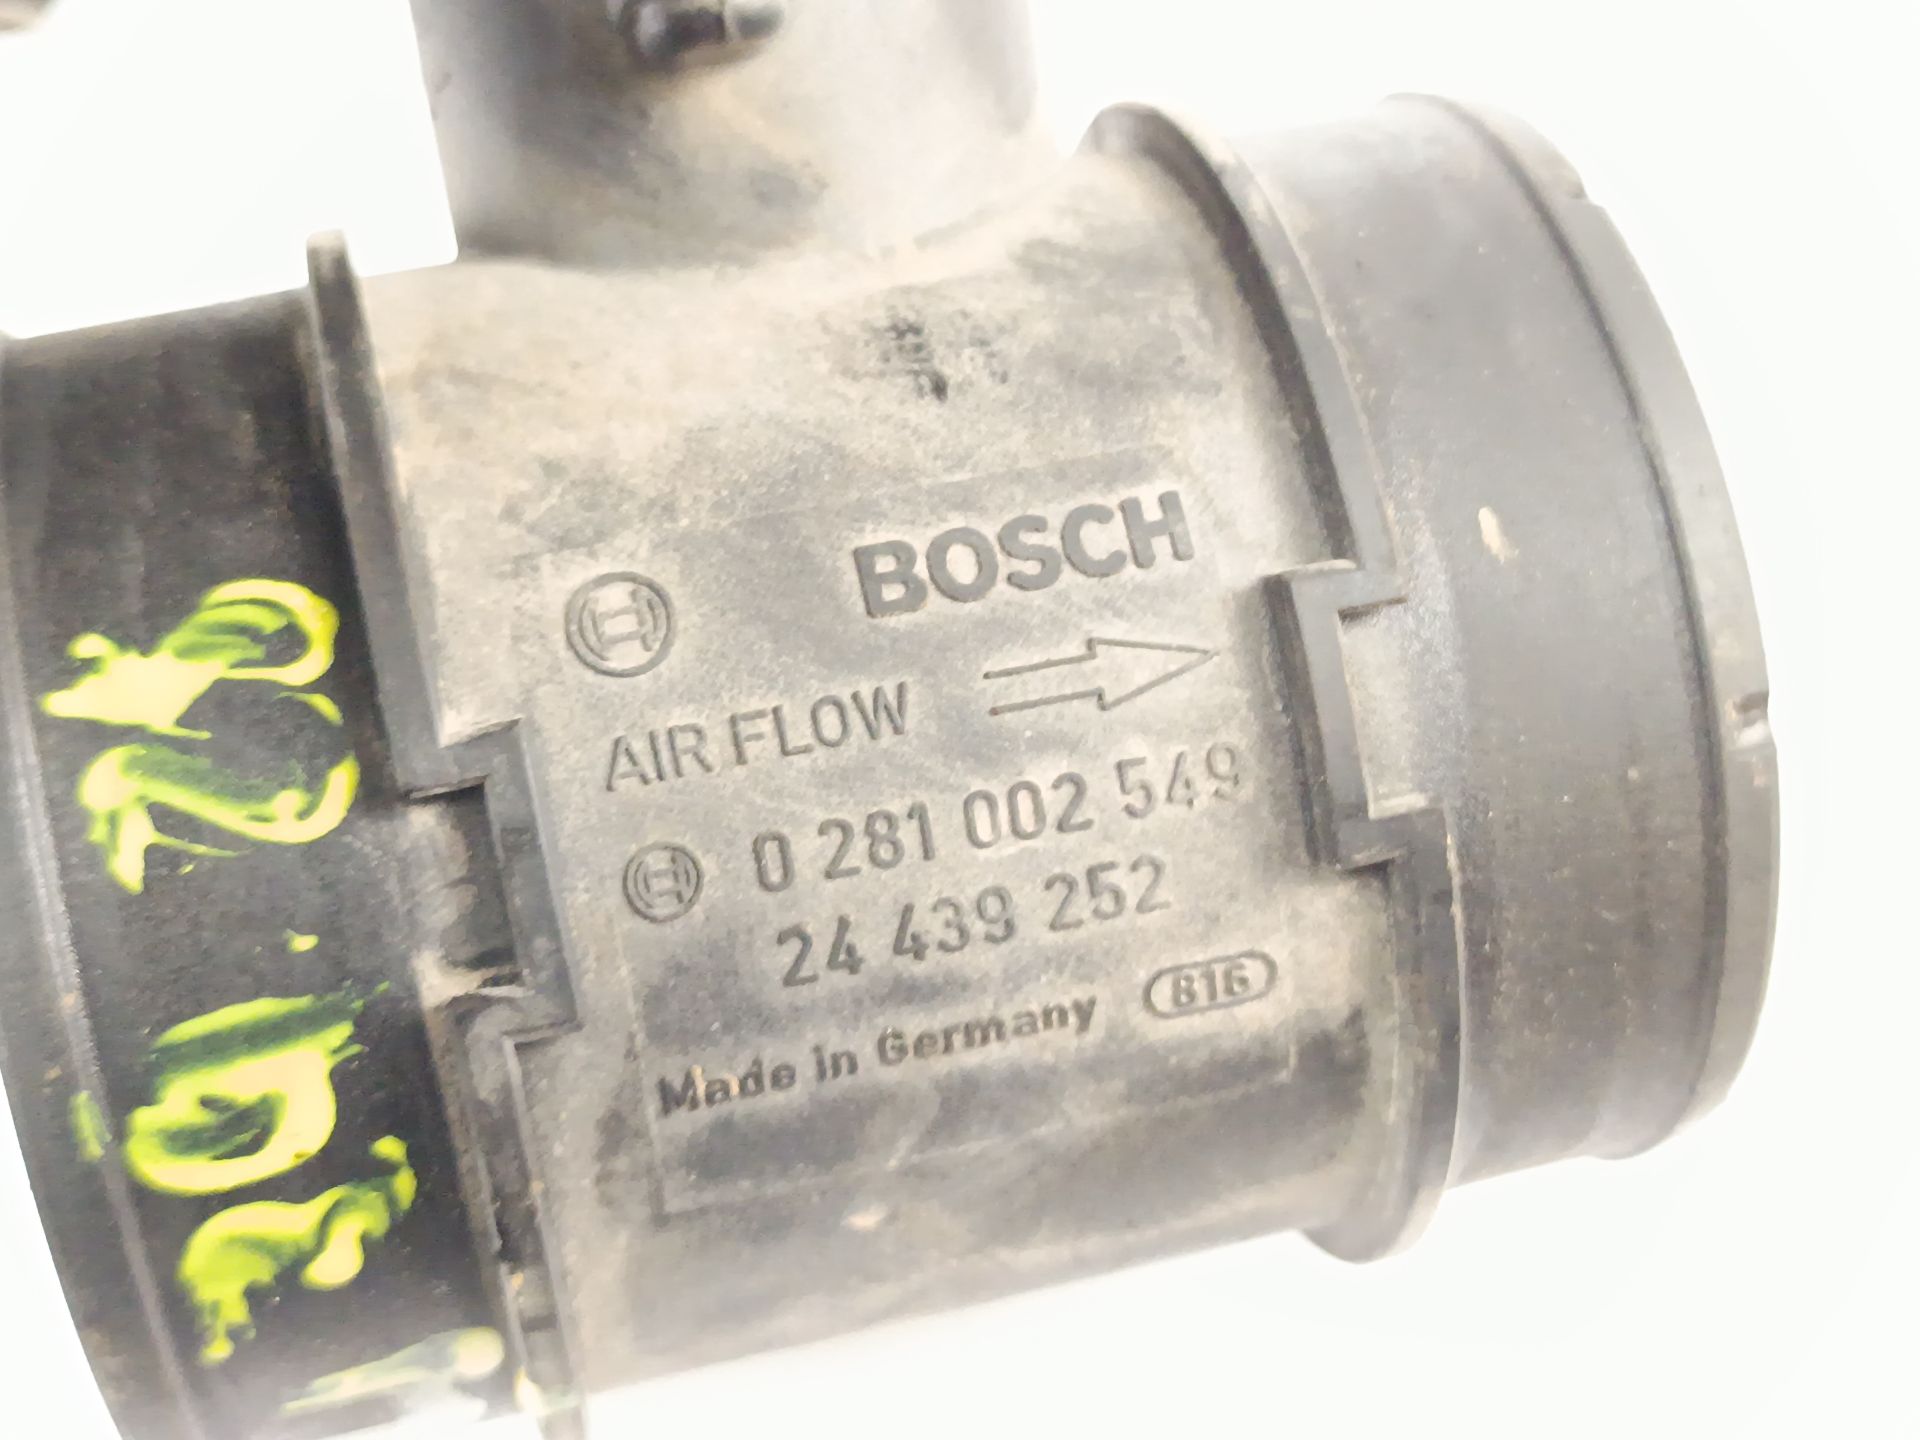 BOSCH
AIR FLOW
0 281 002 549
24 439 252
Made in Germany 816